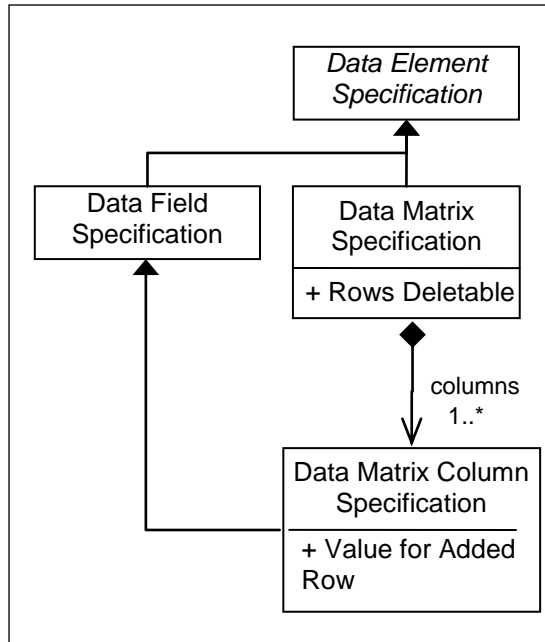 Data Element
Specification
Data Field
Specification
Data Matrix
Specification
+ Rows Deletable
columns
1..*
Data Matrix Column
Specification
+ Value for Added
Row